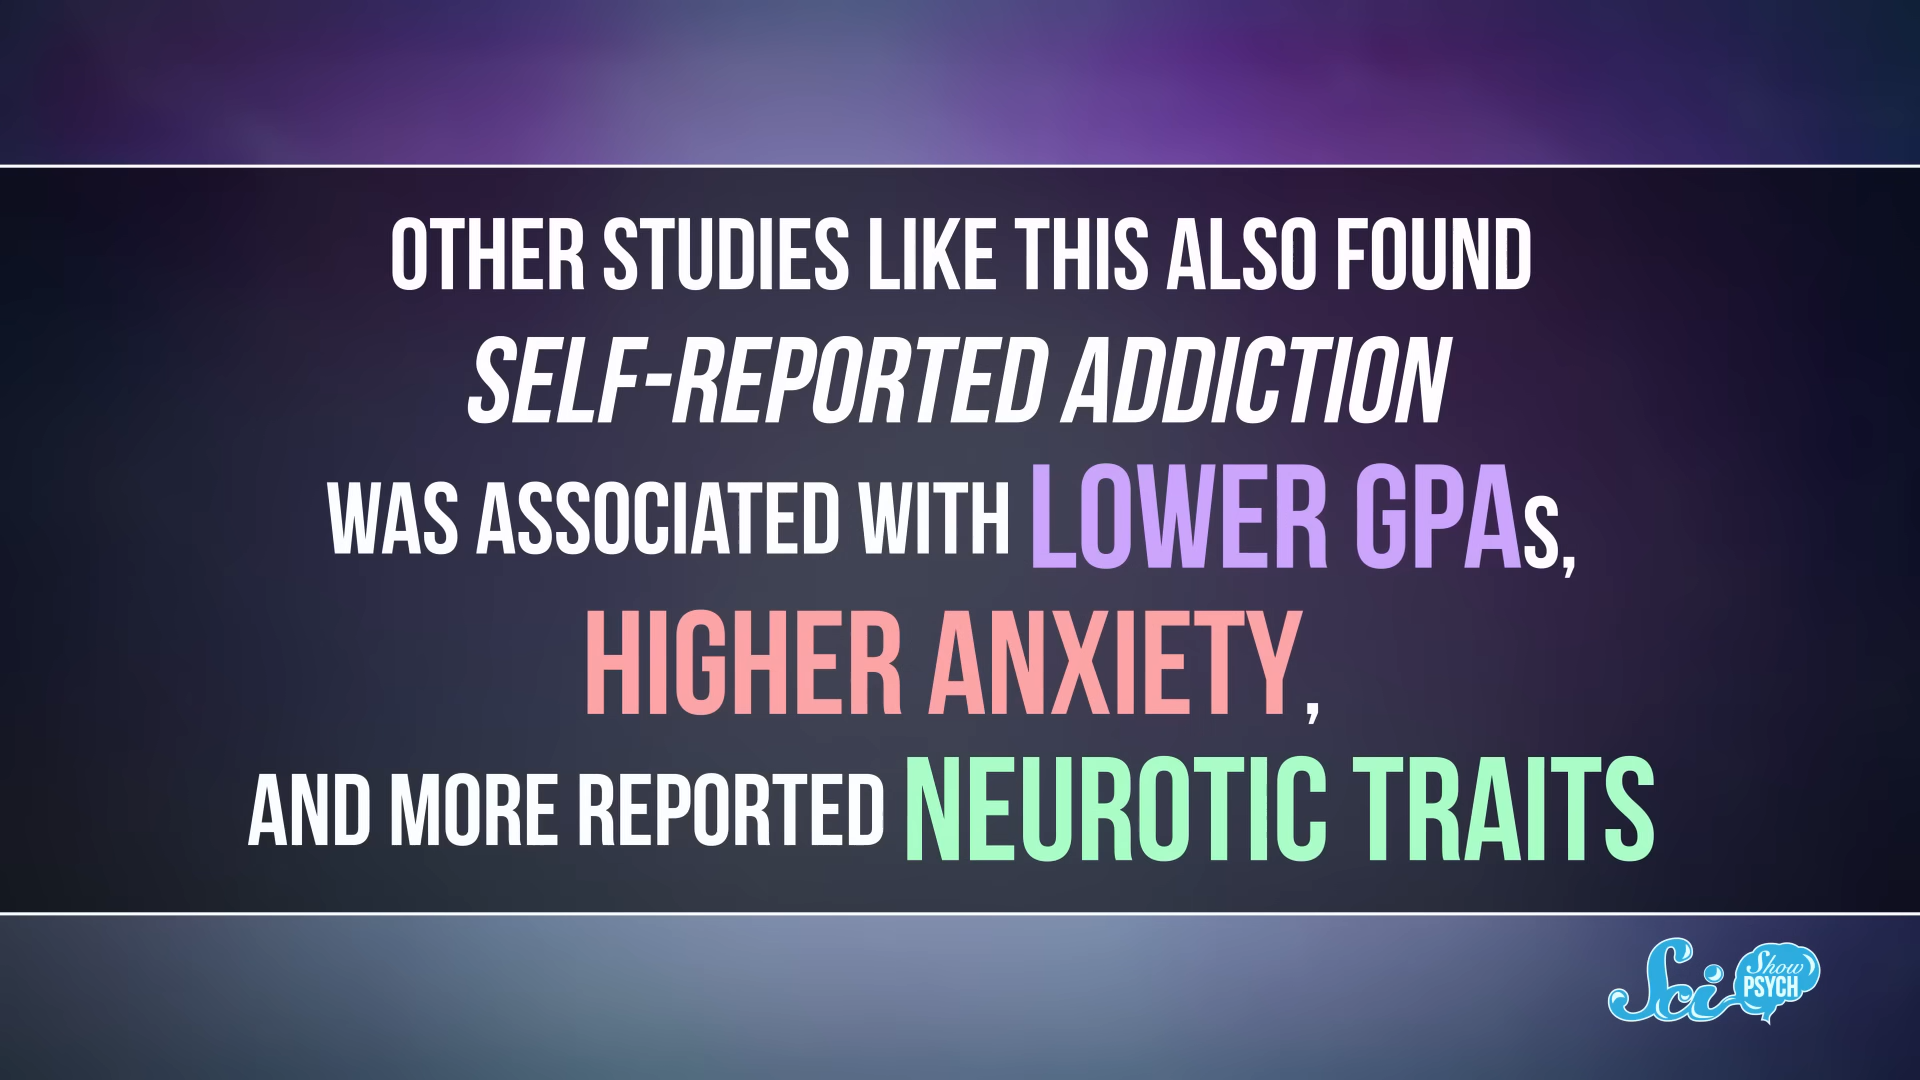 OTHER STUDIES LIKE THIS ALSO FOUND
SELF-REPORTED ADDICTION
WAS ASSOCIATED WITH LOWER GPAs,
HIGHER ANXIETY,
AND MORE REPORTED NEUROTIC TRAITS
Sci Show
PSYCH